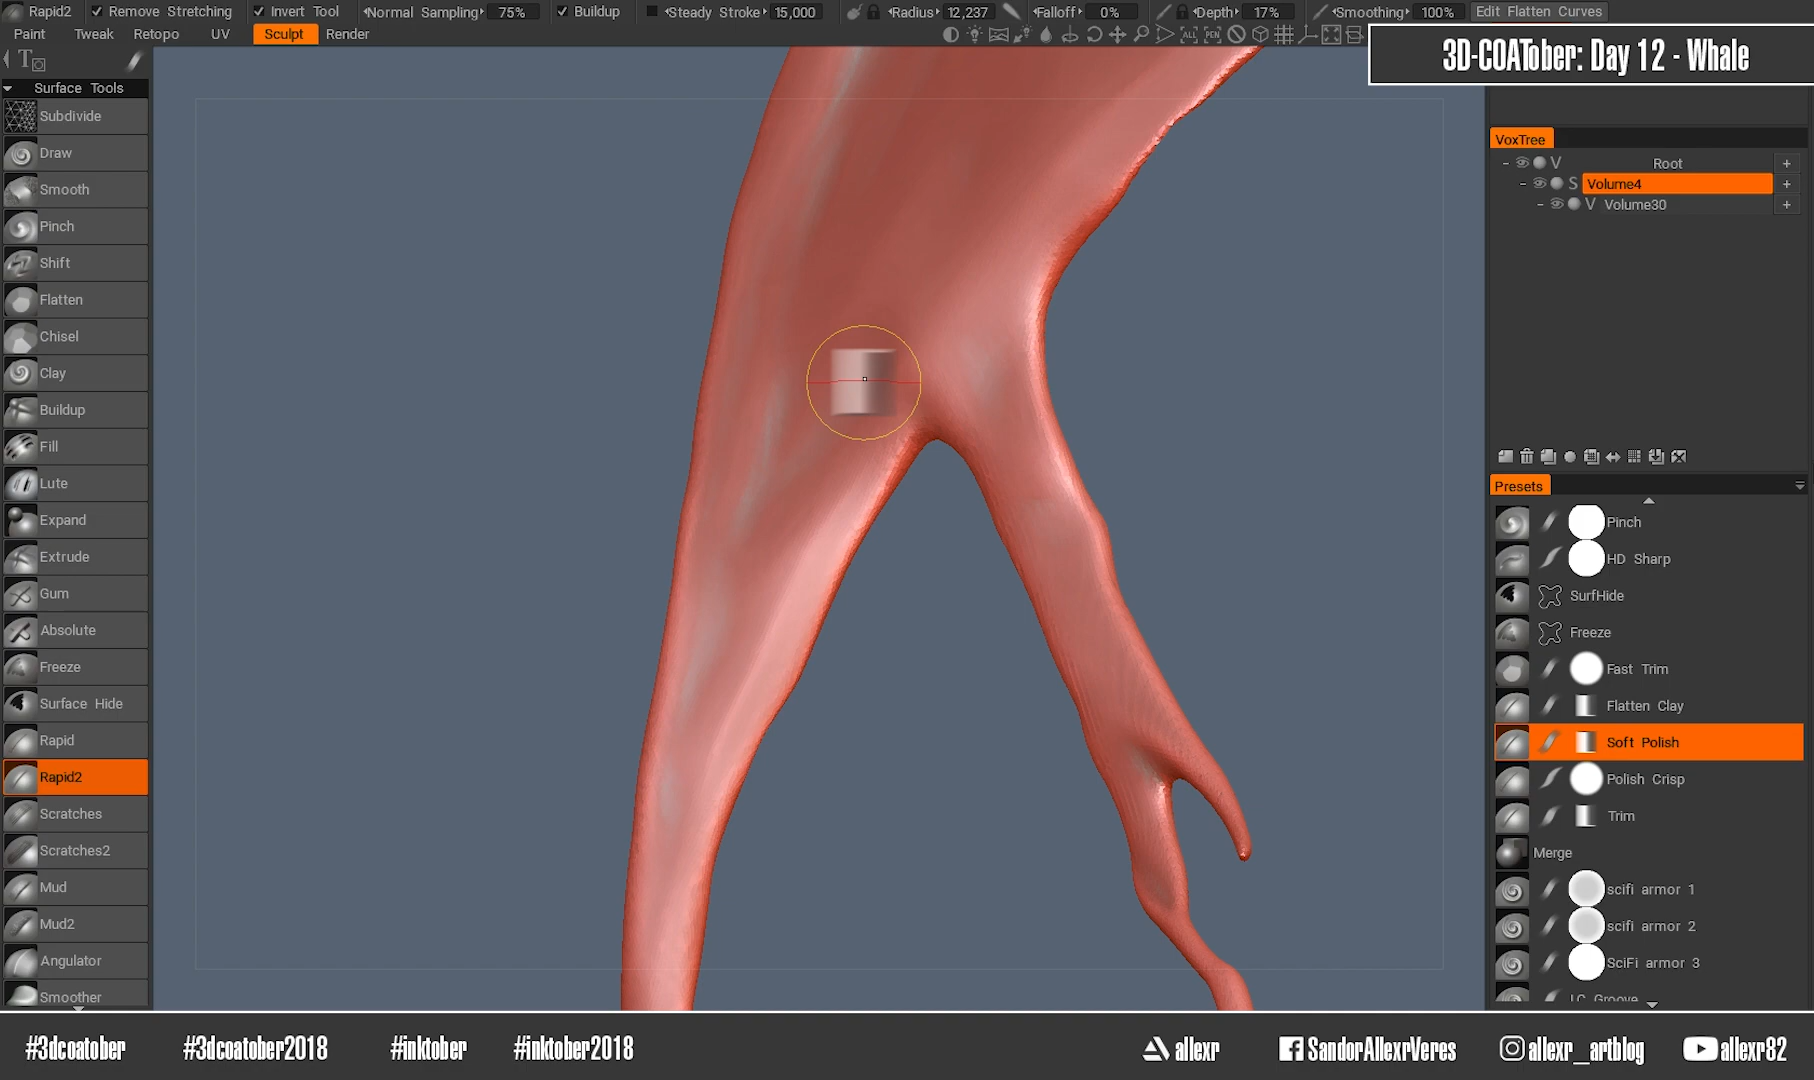 Rapid2 Remove Stretching Invert Tool Normal Sampling 75% Buildup Steady Stroke 15,000 Radius 12,237 Falloff 0% Depth 17% Smoothing 100% Edit Flatten Curves
Paint Tweak Retopo UV Sculpt Render
3D-COATober: Day 12 - Whale
Surface Tools
Subdivide
Draw
Smooth
Pinch
Shift
Flatten
Chisel
Clay
Buildup
Fill
Lute
Expand
Extrude
Gum
Absolute
Freeze
Surface Hide
Rapid
Rapid2
Scratches
Scratches2
Mud
Mud2
Angulator
Smoother
VoxTree
V Root +
S Volume4 +
V Volume30 +
Presets
Pinch
HD Sharp
SurfHide
Freeze
Fast Trim
Flatten Clay
Soft Polish
Polish Crisp
Trim
Merge
scifi armor 1
scifi armor 2
SciFi armor 3
LC Groove
#3dcoatober #3dcoatober2018 #inktober #inktober2018 allexr SandorAllexrVeres allexr_artblog allexr82